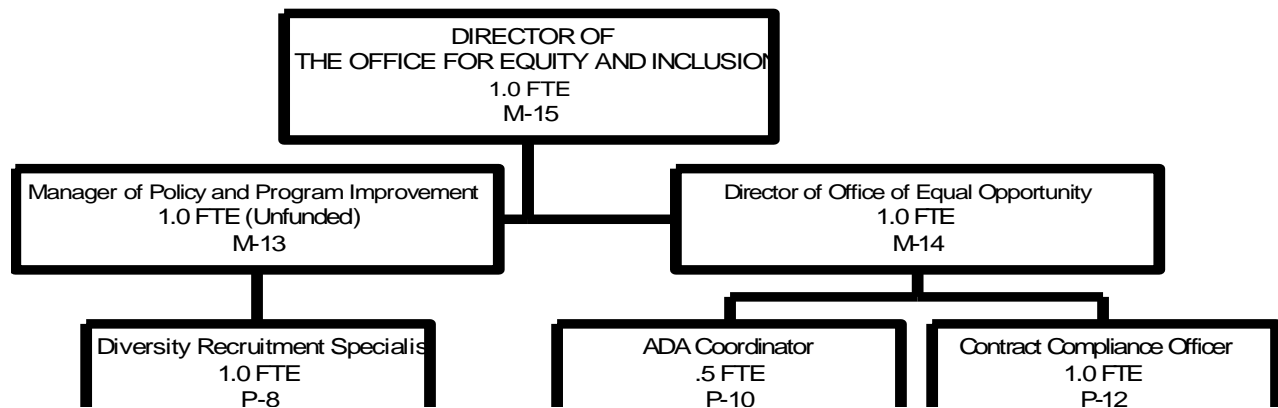 DIRECTOR OF
THE OFFICE FOR EQUITY AND INCLUSION
1.0 FTE
M-15
Manager of Policy and Program Improvement
1.0 FTE (Unfunded)
M-13
Director of Office of Equal Opportunity
1.0 FTE
M-14
Diversity Recruitment Specialis
1.0 FTE
P-8
ADA Coordinator
.5 FTE
P-10
Contract Compliance Officer
1.0 FTE
P-12